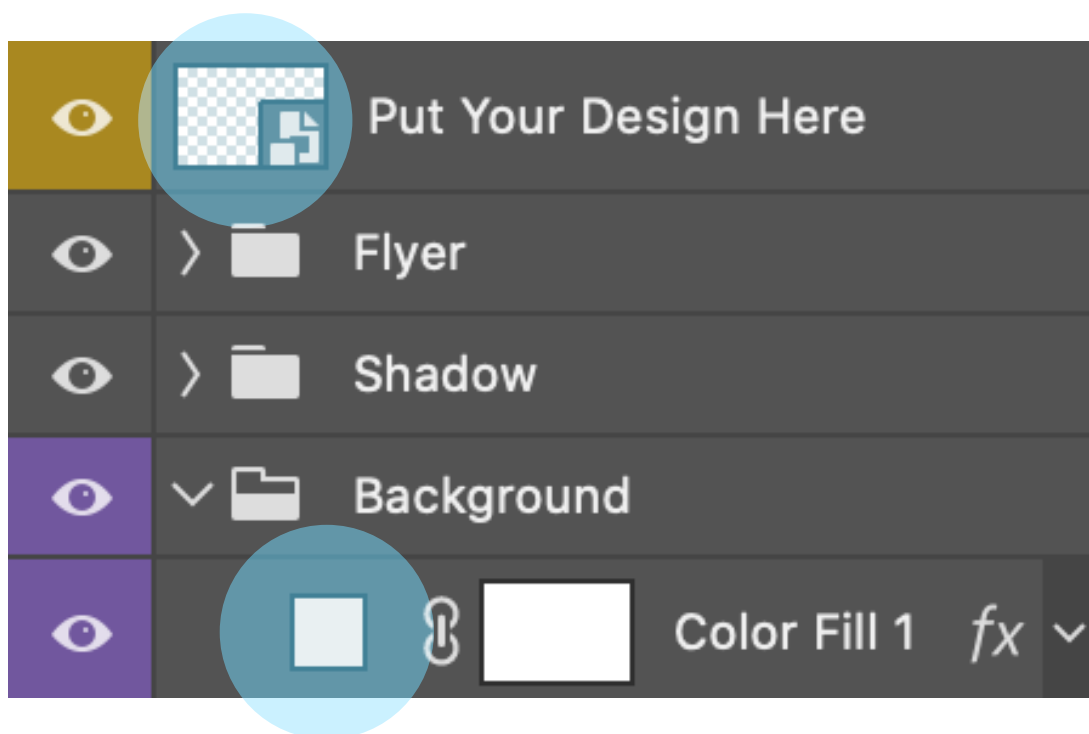 Put Your Design Here
Flyer
Shadow
Background
Color Fill 1 fx